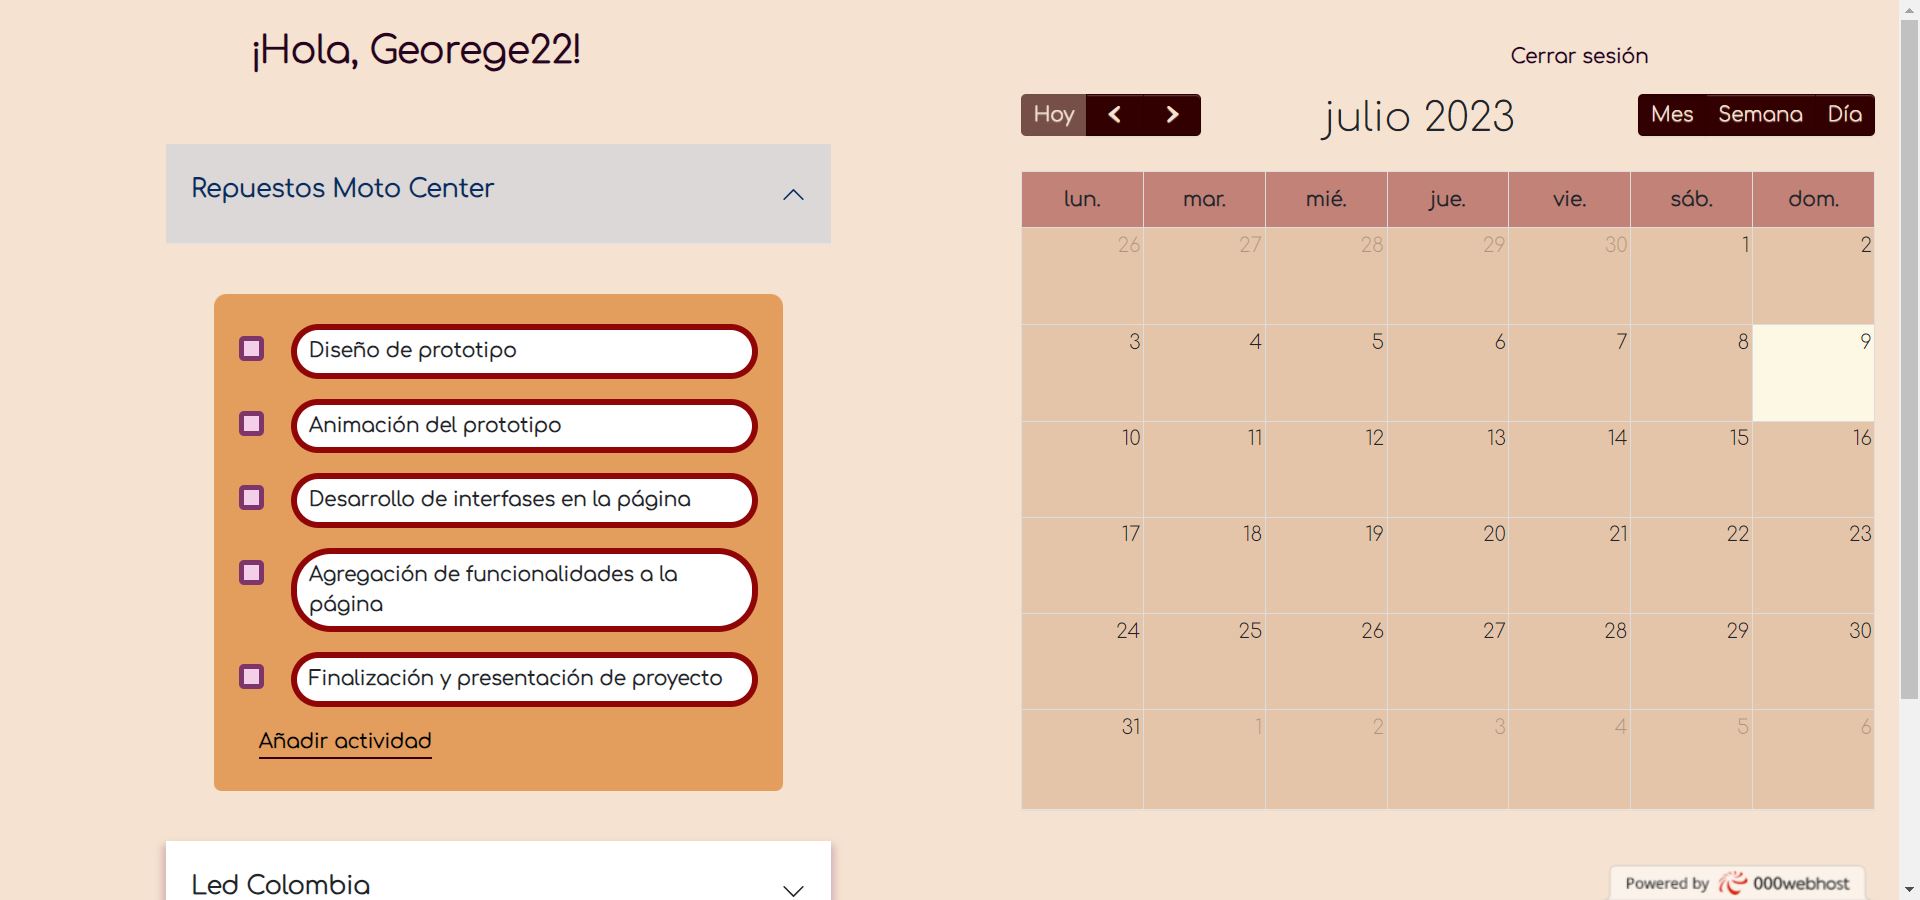 ¡Hola, Georege22!
Cerrar sesión
Repuestos Moto Center
Diseño de prototipo
Animación del prototipo
Desarrollo de interfases en la página
Agregación de funcionalidades a la
página
Finalización y presentación de proyecto
Añadir actividad
Led Colombia
Hoy
julio 2023
Mes Semana Día
lun. mar. mié. jue. vie. sáb. dom.
26 27 28 29 30 1 2
3 4 5 6 7 8 9
10 11 12 13 14 15 16
17 18 19 20 21 22 23
24 25 26 27 28 29 30
31 1 2 3 4 5 6
Powered by 000webhost